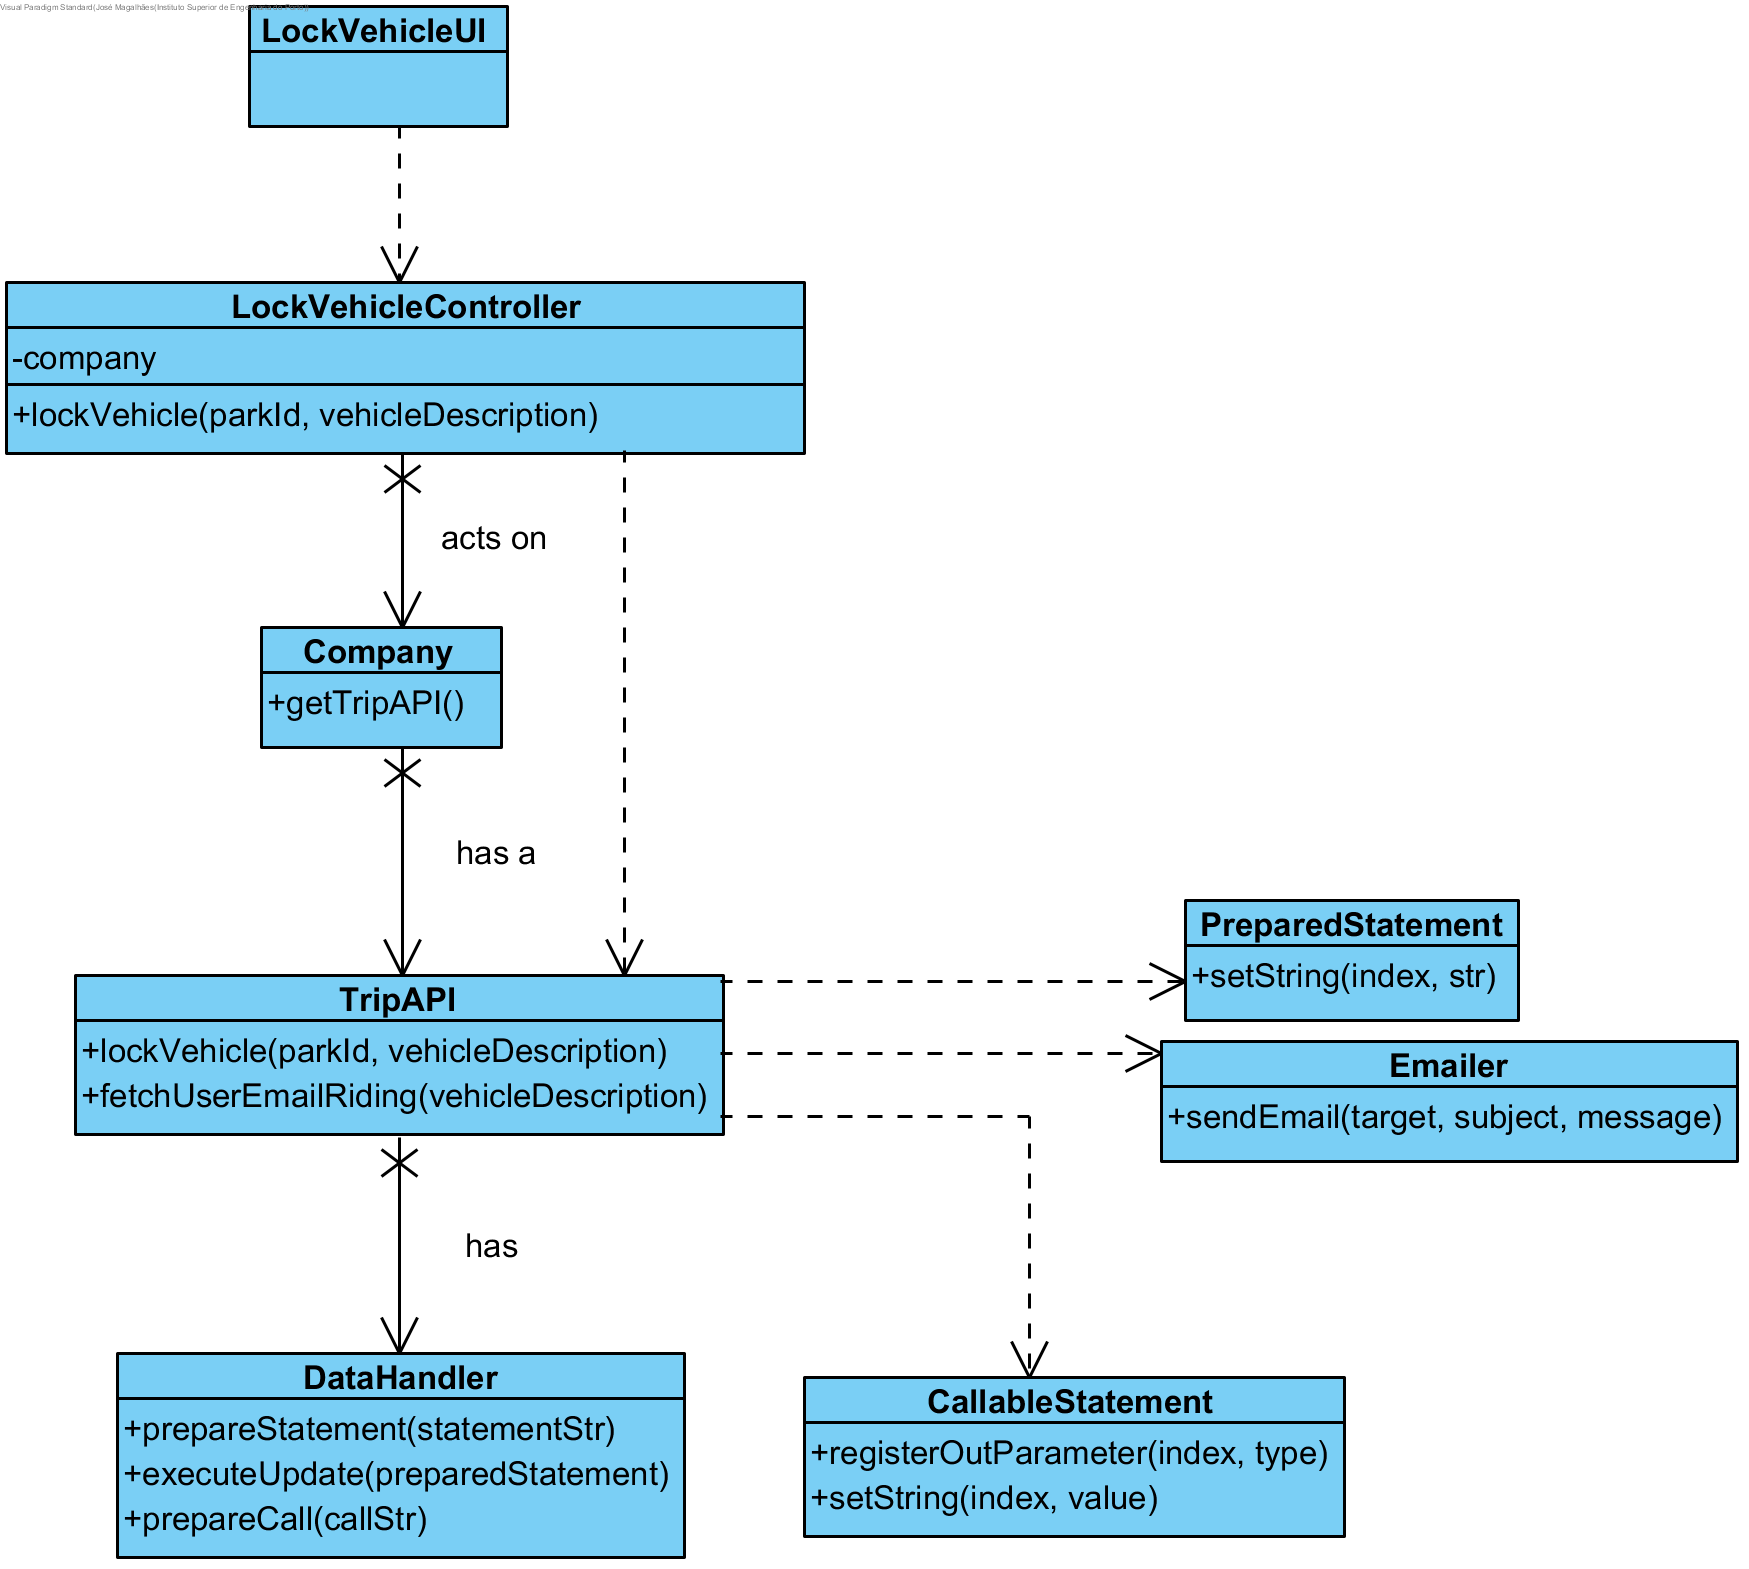 Visual Paradigm Standard(José Magalhães(Instituto Superior de Engenharia do Porto))
LockVehicleUI
LockVehicleController
-company
+lockVehicle(parkId, vehicleDescription)
acts on
Company
+getTripAPI()
has a
TripAPI
+lockVehicle(parkId, vehicleDescription)
+fetchUserEmailRiding(vehicleDescription)
PreparedStatement
+setString(index, str)
Emailer
+sendEmail(target, subject, message)
has
DataHandler
+prepareStatement(statementStr)
+executeUpdate(preparedStatement)
+prepareCall(callStr)
CallableStatement
+registerOutParameter(index, type)
+setString(index, value)